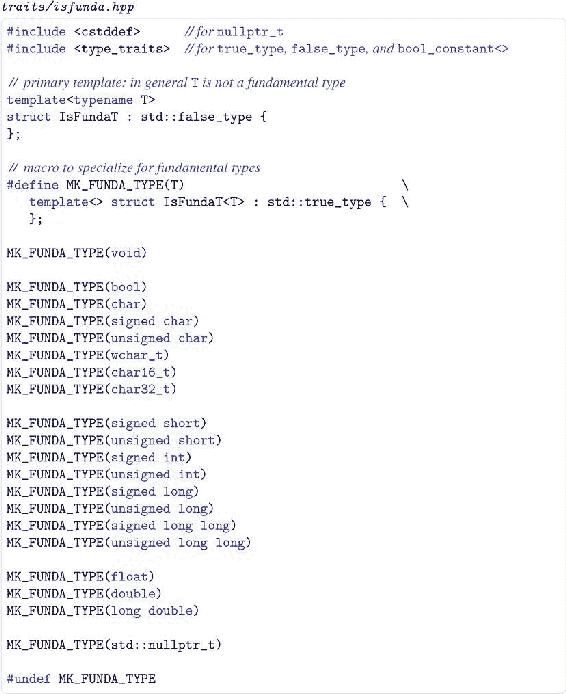 traits/isfunda.hpp
#include <cstddef>      // for nullptr_t
#include <type_traits>  // for true_type, false_type, and bool_constant<>
// primary template: in general T is not a fundamental type
template<typename T>
struct IsFundaT : std::false_type {
};
// macro to specialize for fundamental types
#define MK_FUNDA_TYPE(T)                             \
   template<> struct IsFundaT<T> : std::true_type {  \
   };
MK_FUNDA_TYPE(void)
MK_FUNDA_TYPE(bool)
MK_FUNDA_TYPE(char)
MK_FUNDA_TYPE(signed char)
MK_FUNDA_TYPE(unsigned char)
MK_FUNDA_TYPE(wchar_t)
MK_FUNDA_TYPE(char16_t)
MK_FUNDA_TYPE(char32_t)
MK_FUNDA_TYPE(signed short)
MK_FUNDA_TYPE(unsigned short)
MK_FUNDA_TYPE(signed int)
MK_FUNDA_TYPE(unsigned int)
MK_FUNDA_TYPE(signed long)
MK_FUNDA_TYPE(unsigned long)
MK_FUNDA_TYPE(signed long long)
MK_FUNDA_TYPE(unsigned long long)
MK_FUNDA_TYPE(float)
MK_FUNDA_TYPE(double)
MK_FUNDA_TYPE(long double)
MK_FUNDA_TYPE(std::nullptr_t)
#undef MK_FUNDA_TYPE